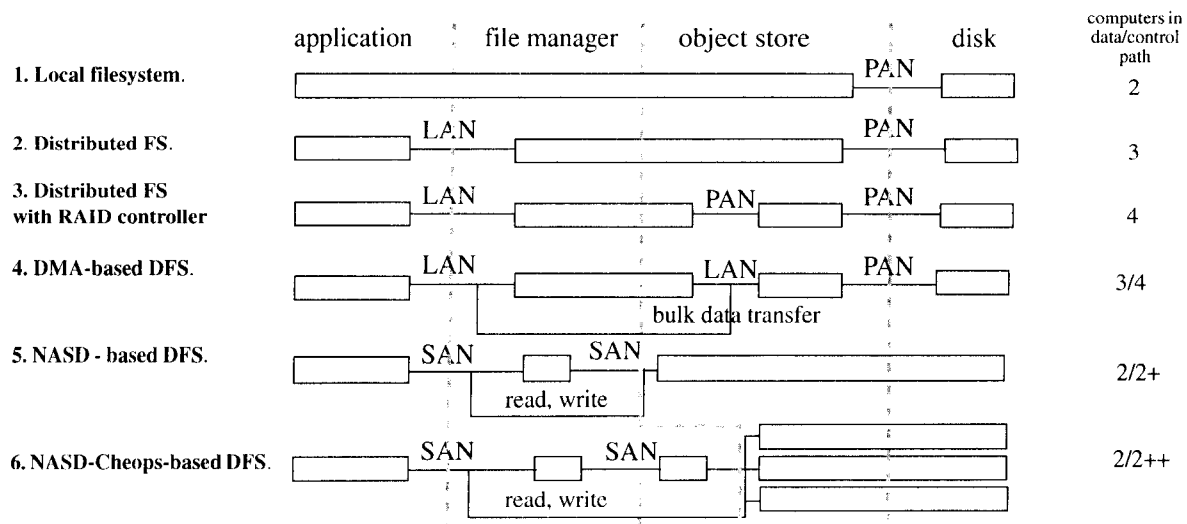 application file manager object store disk computers in
data/control
path
1. Local filesystem. PAN 2
2. Distributed FS. LAN PAN 3
3. Distributed FS
with RAID controller LAN PAN PAN 4
4. DMA-based DFS. LAN LAN PAN 3/4
bulk data transfer
5. NASD - based DFS. SAN SAN 2/2+
read, write
6. NASD-Cheops-based DFS. SAN SAN 2/2++
read, write